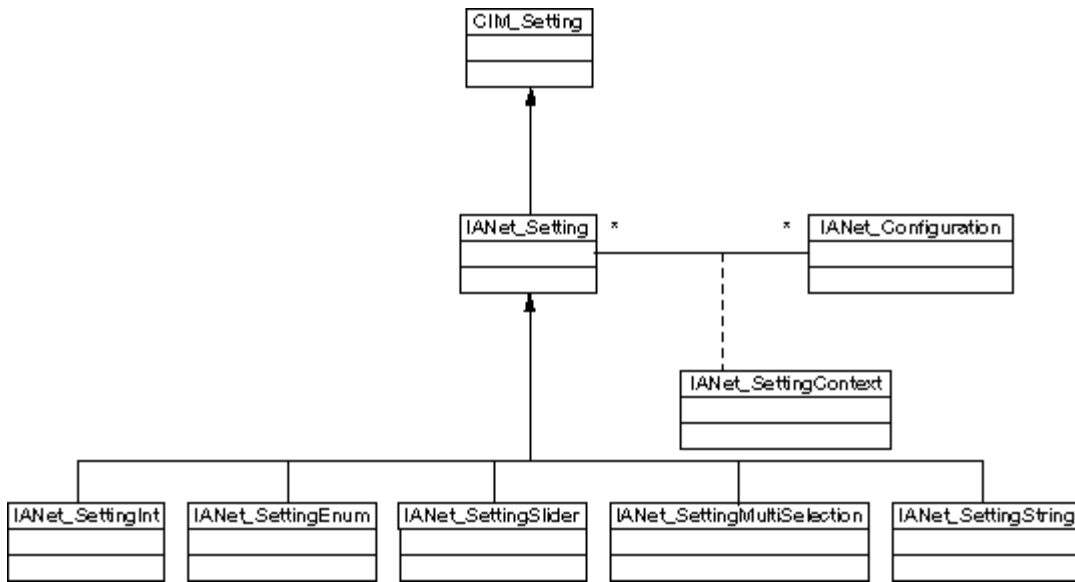 CIM_Setting
IANet_Setting
*
*
IANet_Configuration
IANet_SettingContext
IANet_SettingInt
IANet_SettingEnum
IANet_SettingSlider
IANet_SettingMultiSelection
IANet_SettingString